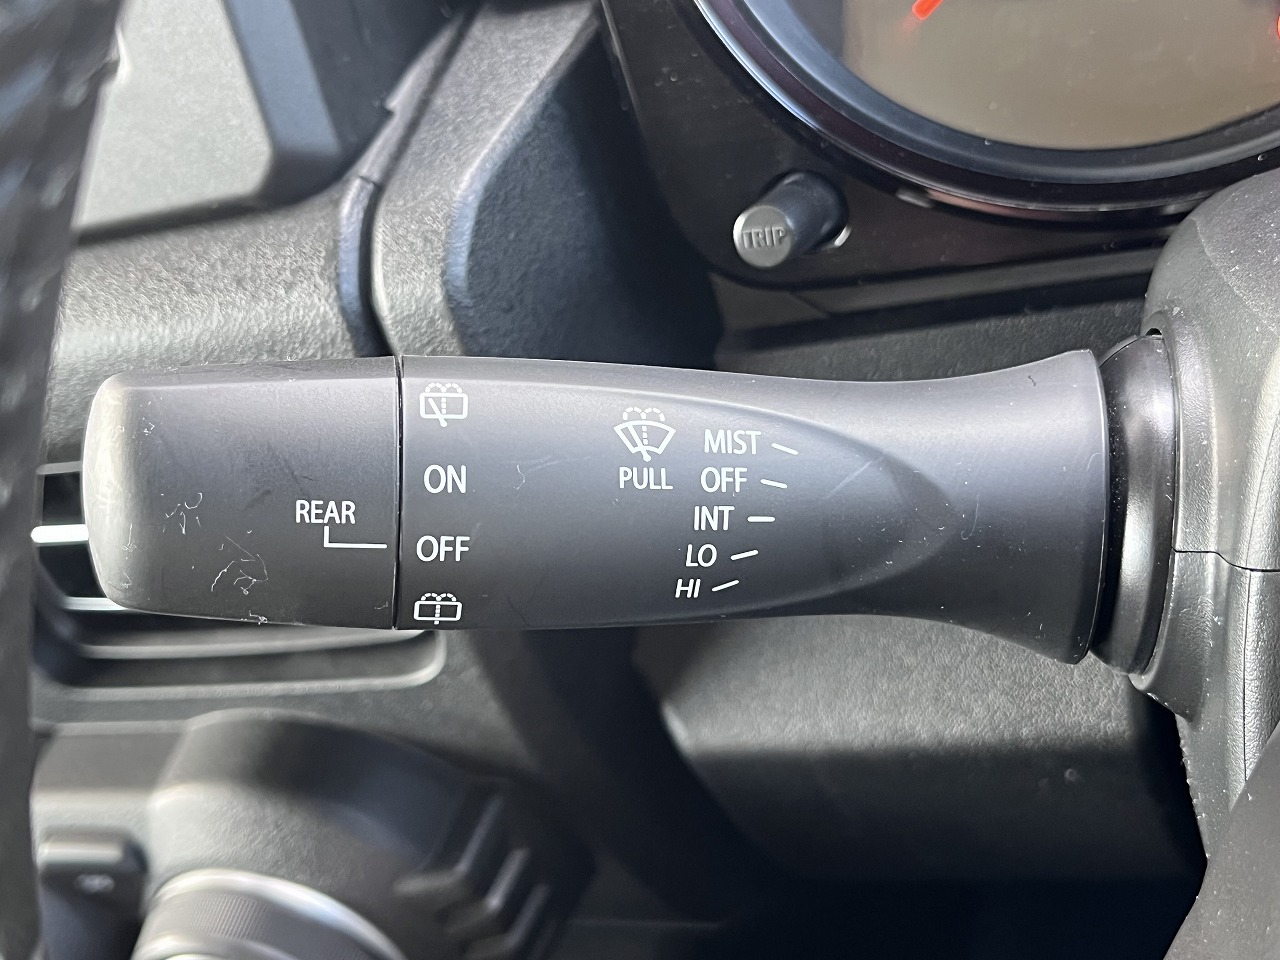 TRIP
ON
OFF
REAR
PULL
MIST
OFF
INT
LO
HI